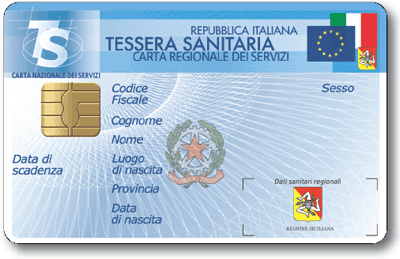 REPUBBLICA ITALIANA
TS
TESSERA SANITARIA
CARTA NAZIONALE DEI SERVIZI
CARTA REGIONALE DEI SERVIZI
Codice
Fiscale
Sesso
Cognome
Nome
Data di
scadenza
Luogo
di nascita
Provincia
Data
di nascita
Dati sanitari regionali
REGIONE SICILIANA